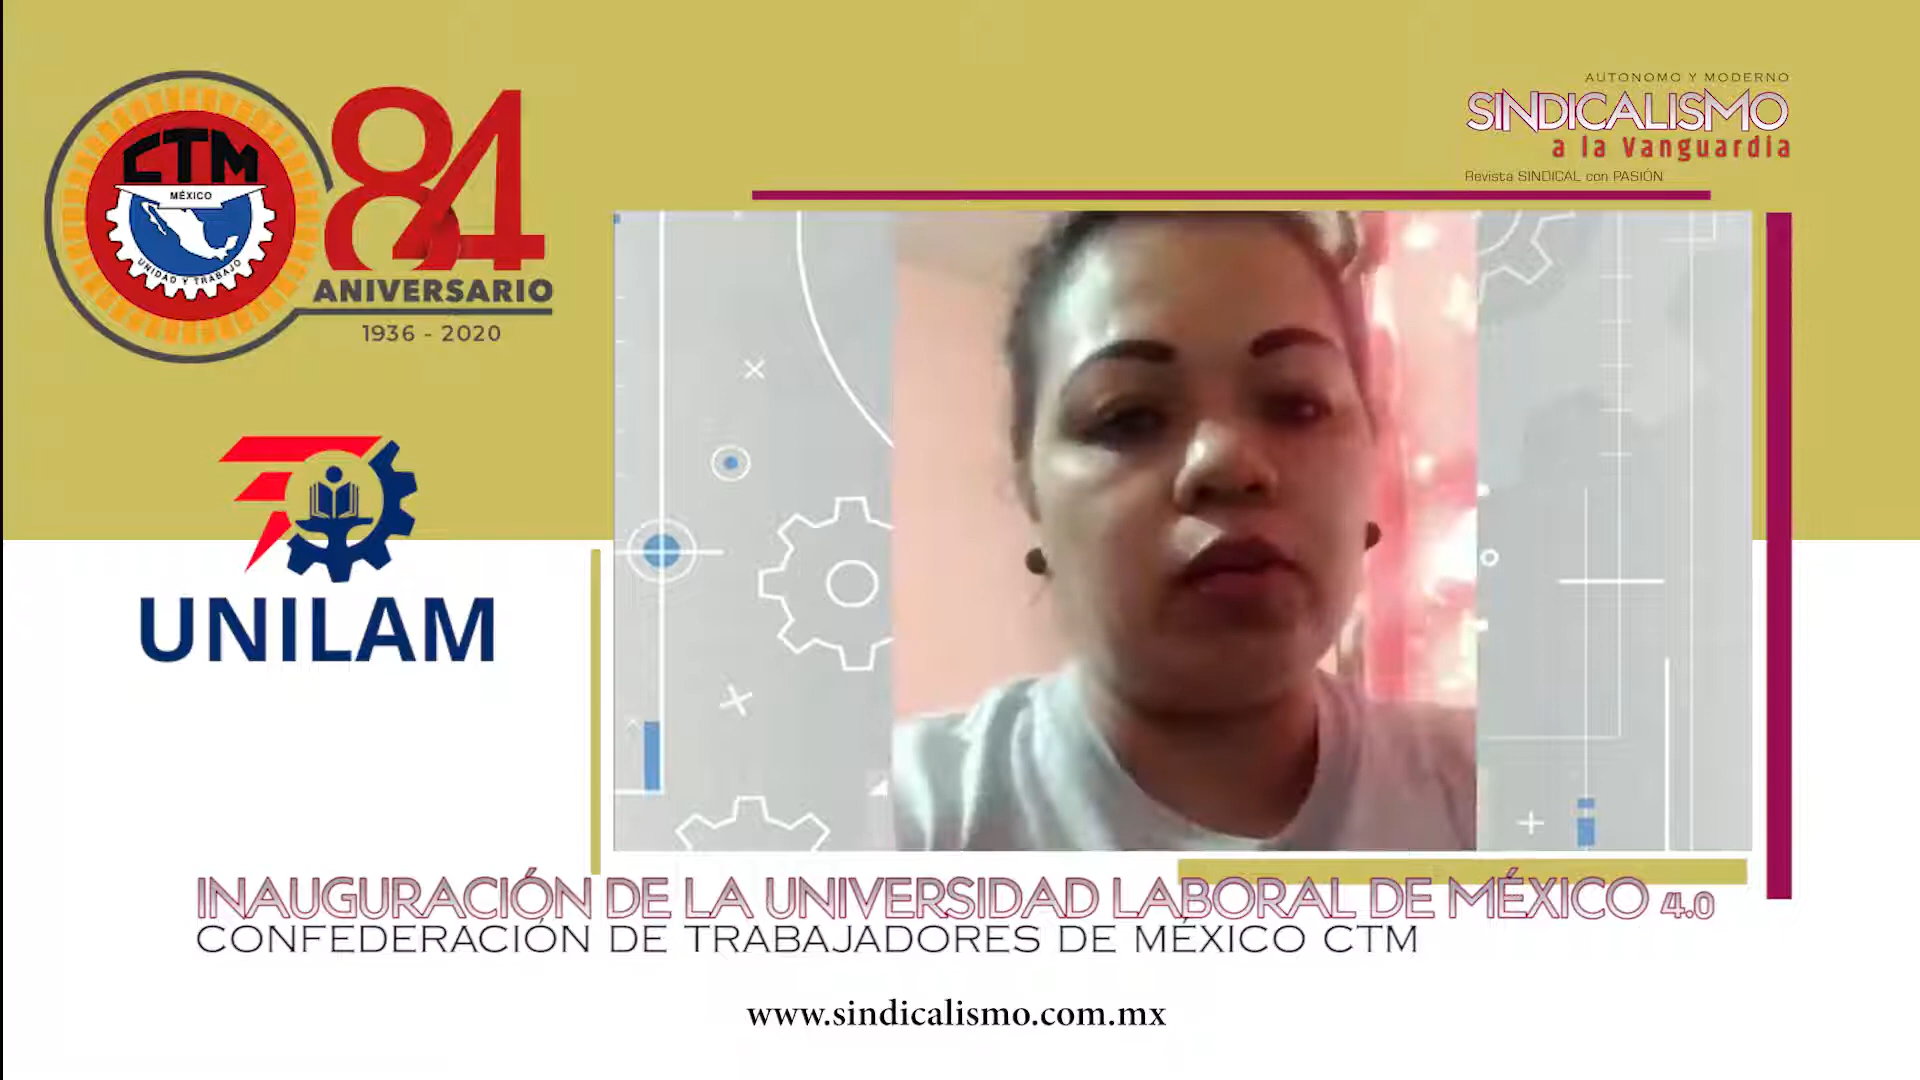 CTM
MÉXICO
UNIDAD Y TRABAJO
84
ANIVERSARIO
1936 - 2020
AUTONOMO Y MODERNO
SINDICALISMO
a la Vanguardia
Revista SINDICAL con PASIÓN
UNILAM
INAUGURACIÓN DE LA UNIVERSIDAD LABORAL DE MÉXICO 4.0
CONFEDERACIÓN DE TRABAJADORES DE MÉXICO CTM
www.sindicalismo.com.mx